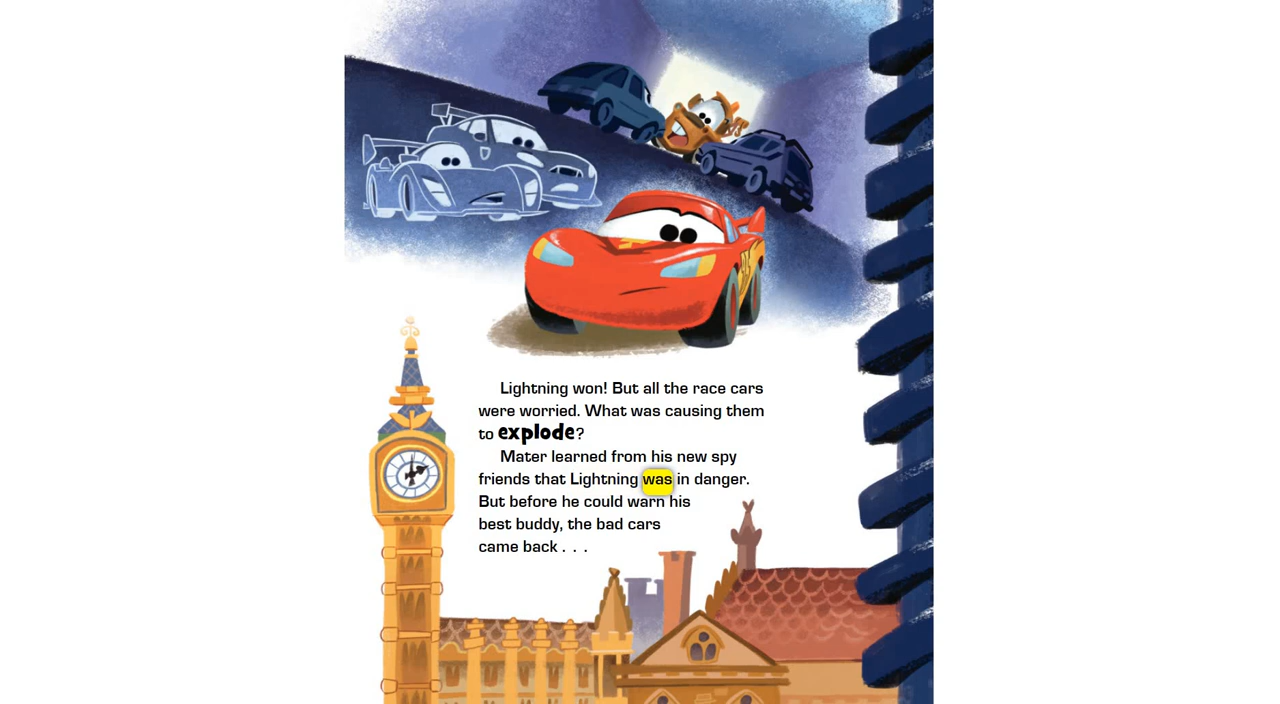 Lightning won! But all the race cars
were worried. What was causing them
to explode?
Mater learned from his new spy
friends that Lightning was in danger.
But before he could warn his
best buddy, the bad cars
came back . . .